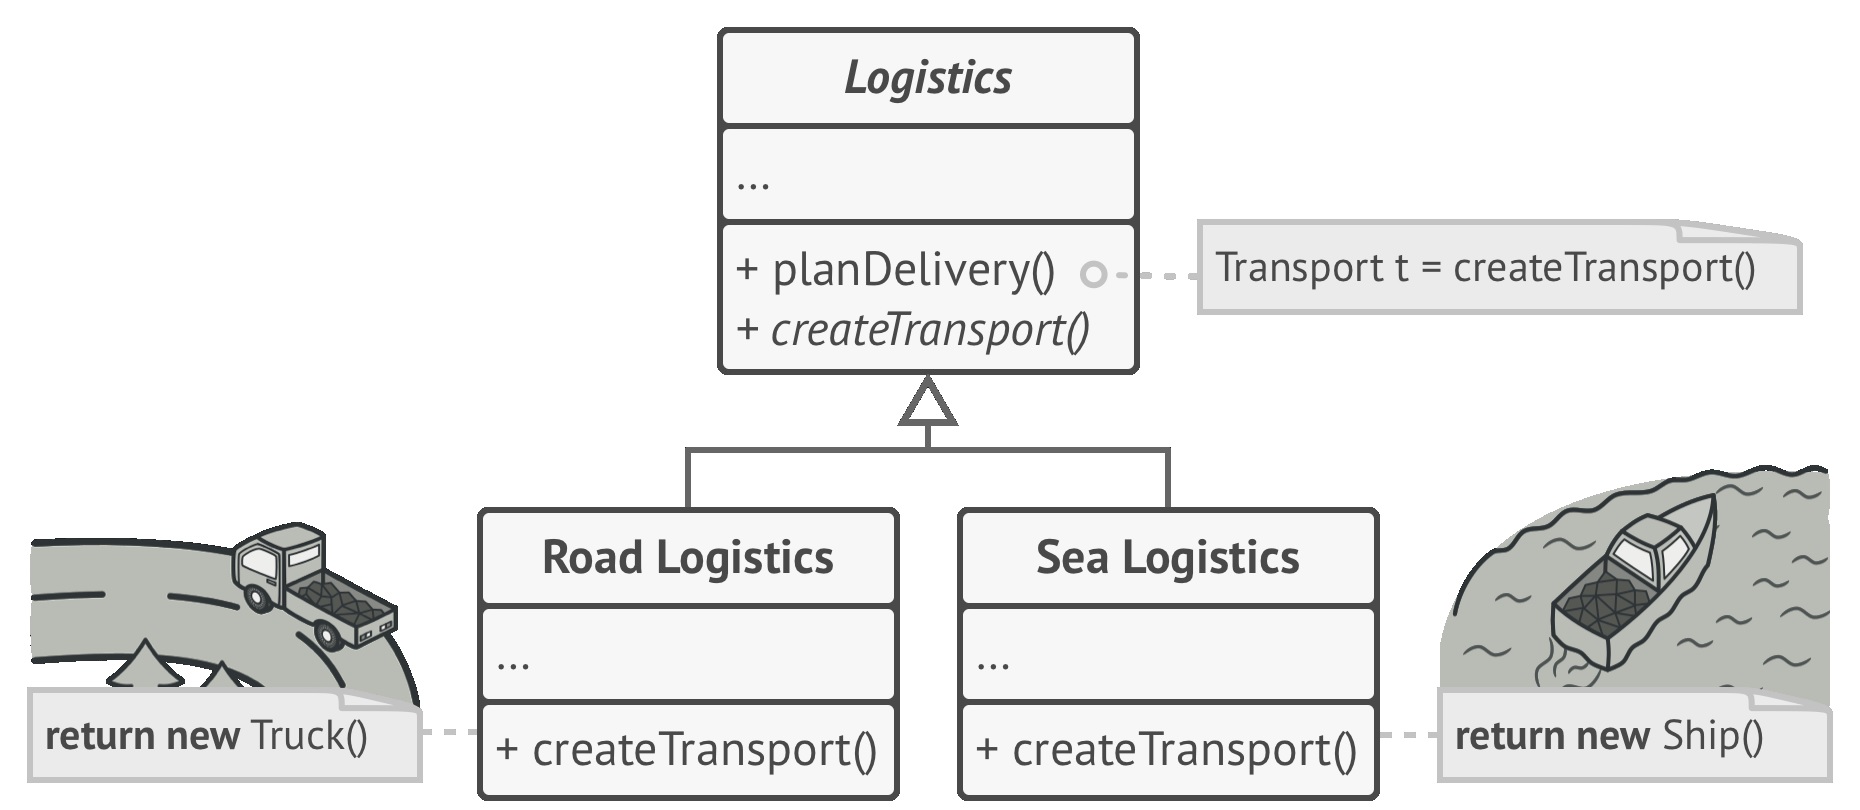 Logistics
...
+ planDelivery()
+ createTransport()
Transport t = createTransport()
Road Logistics
...
+ createTransport()
return new Truck()
Sea Logistics
...
+ createTransport()
return new Ship()